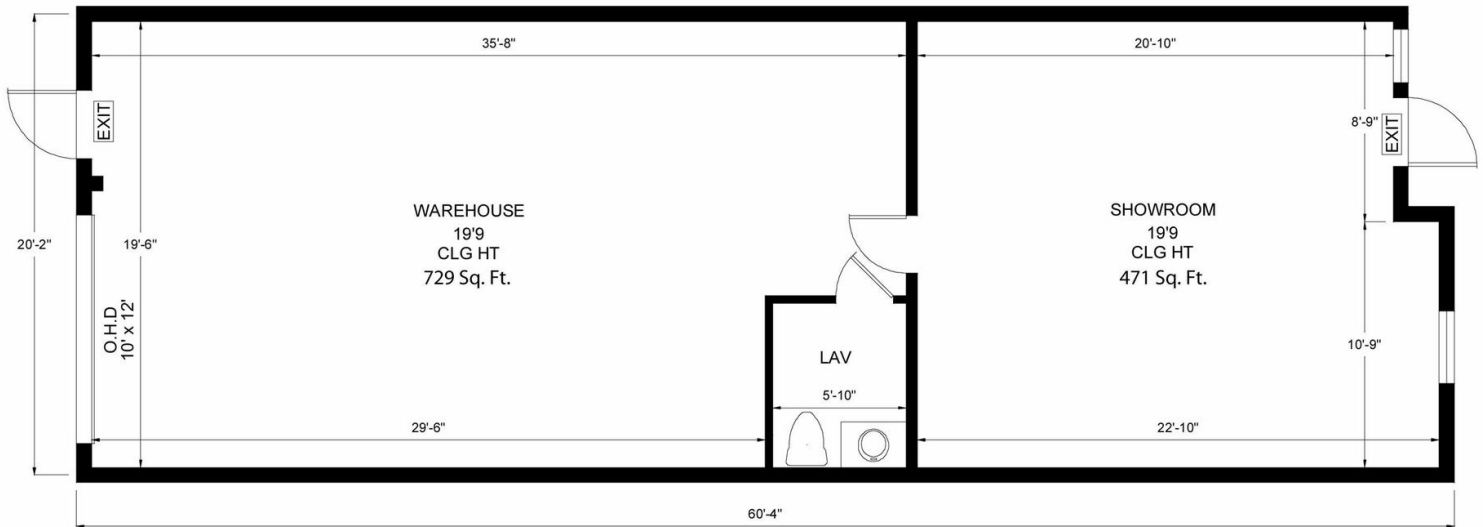 35'-8"
20'-10"
EXIT
8'-9"
EXIT
WAREHOUSE
19'9
CLG HT
729 Sq. Ft.
SHOWROOM
19'9
CLG HT
471 Sq. Ft.
20'-2"
19'-6"
O.H.D
10' x 12'
LAV
5'-10"
10'-9"
29'-6"
22'-10"
60'-4"